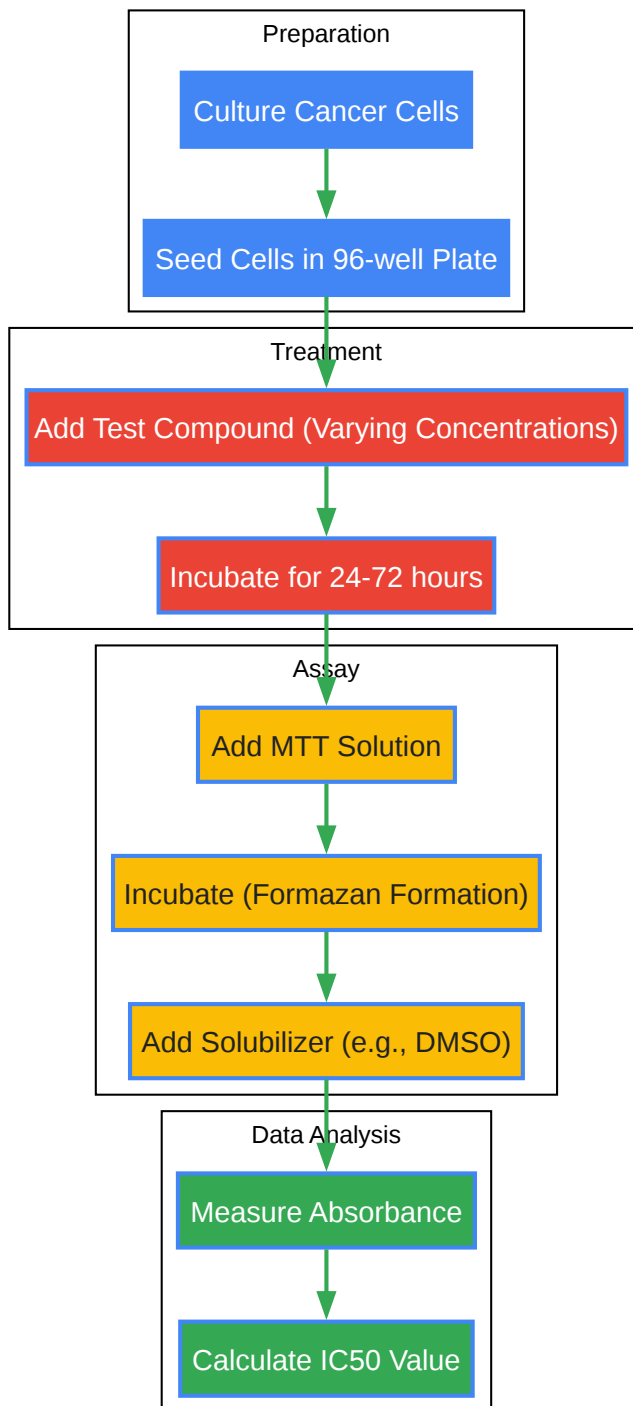 Preparation
Culture Cancer Cells
Seed Cells in 96-well Plate
Treatment
Add Test Compound (Varying Concentrations)
Incubate for 24-72 hours
Assay
Add MTT Solution
Incubate (Formazan Formation)
Add Solubilizer (e.g., DMSO)
Data Analysis
Measure Absorbance
Calculate IC50 Value